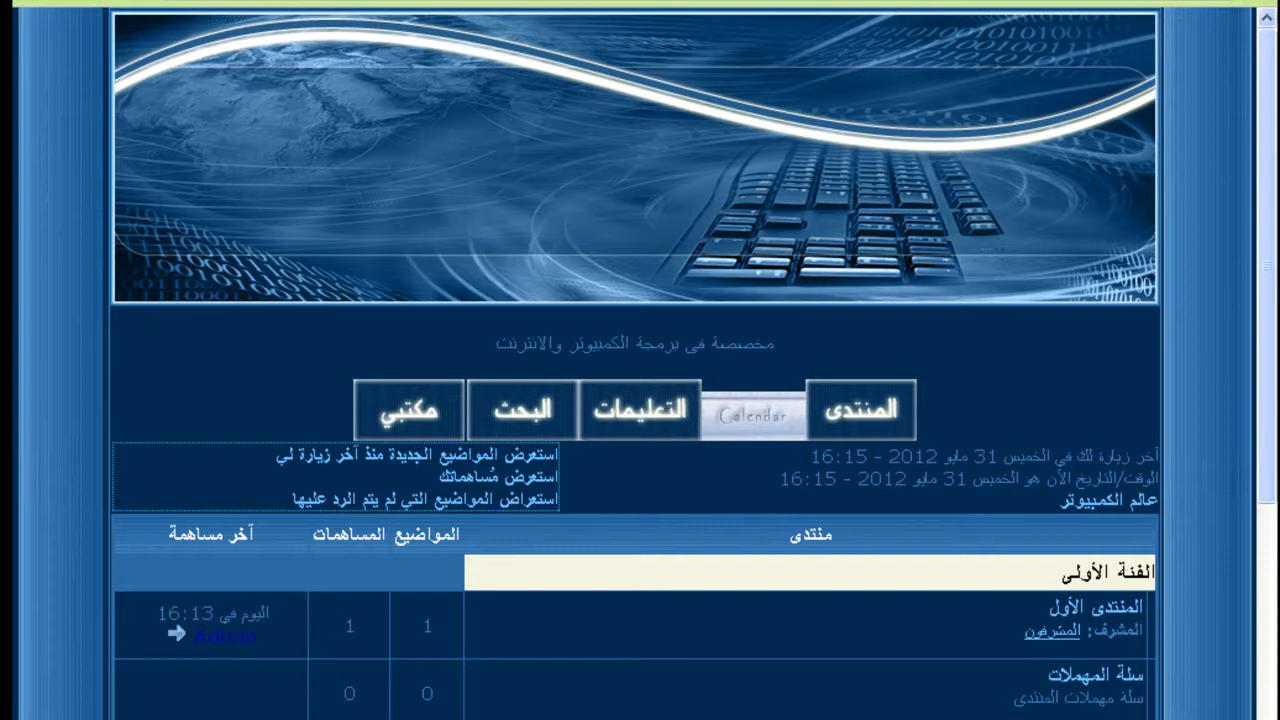 مخصصة في برمجة الكمبيوتر والانترنت
المنتدى
Calendar
التعليمات
البحث
مكتبي
آخر زيارة لك في الخميس 31 مايو 2012 - 16:15
الوقت/التاريخ الآن هو الخميس 31 مايو 2012 - 16:15
عالم الكمبيوتر
استعرض المواضيع الجديدة منذ آخر زيارة لي
استعرض مُساهماتك
استعراض المواضيع التي لم يتم الرد عليها
منتدى المواضيع المساهمات آخر مساهمة
الفئة الأولى
المنتدى الأول
المشرف: المشرفون
1 1
اليوم في 16:13
Admin
سلة المهملات
سلة مهملات المنتدى
0 0